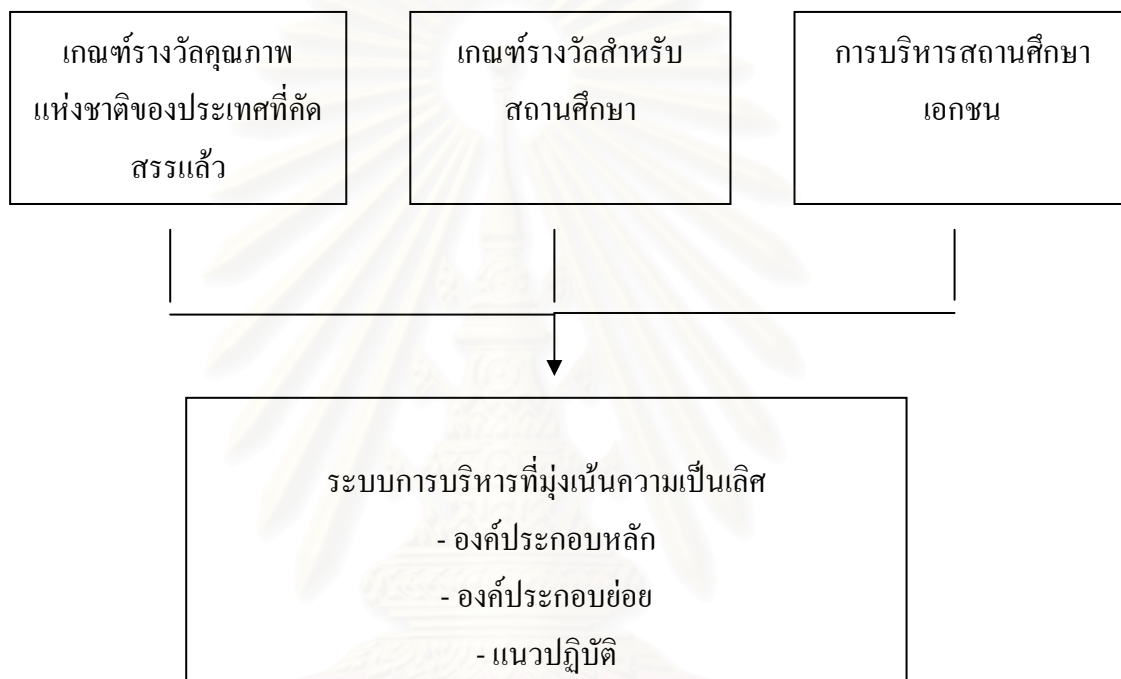 เกณฑ์รางวัลคุณภาพ
แห่งชาติของประเทศที่คัด
สรรแล้ว
เกณฑ์รางวัลสำหรับ
สถานศึกษา
การบริหารสถานศึกษา
เอกชน
ระบบการบริหารที่มุ่งเน้นความเป็นเลิศ
- องค์ประกอบหลัก
- องค์ประกอบย่อย
- แนวปฏิบัติ